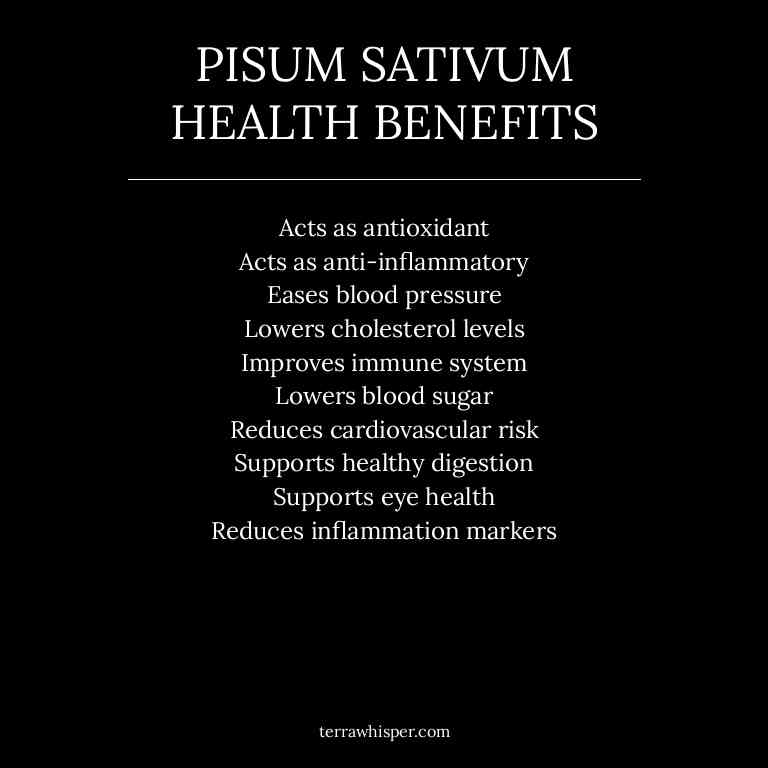 PISUM SATIVUM
HEALTH BENEFITS
Acts as antioxidant
Acts as anti-inflammatory
Eases blood pressure
Lowers cholesterol levels
Improves immune system
Lowers blood sugar
Reduces cardiovascular risk
Supports healthy digestion
Supports eye health
Reduces inflammation markers
terrawhisper.com